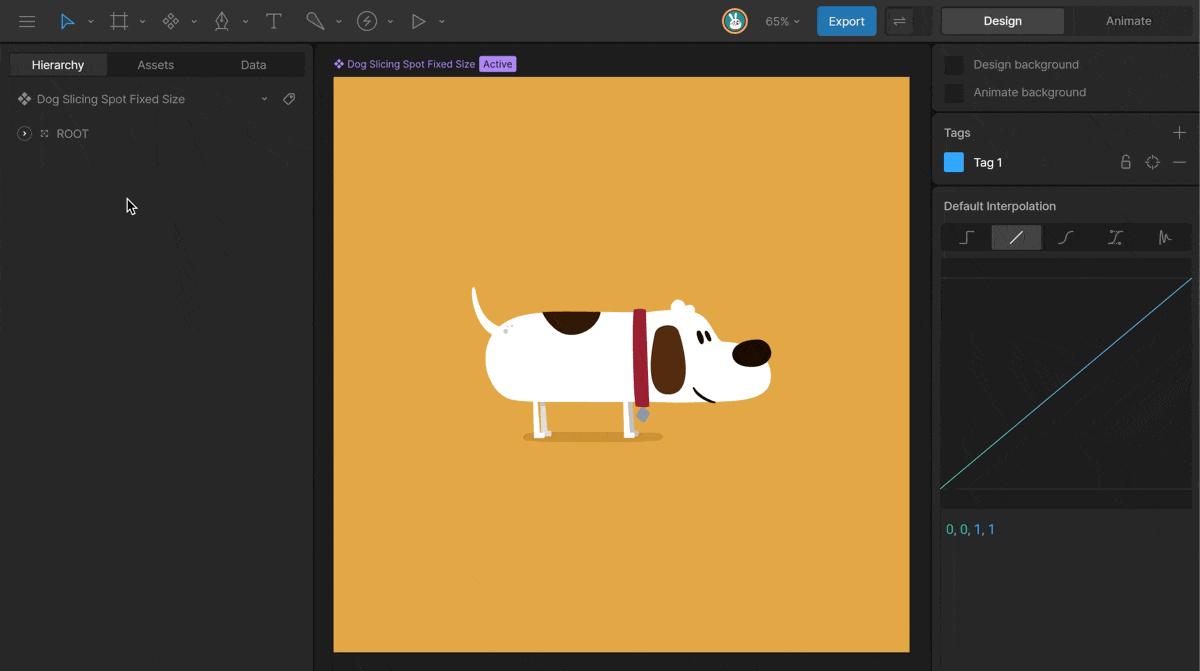 65%
Export
Design
Animate
Hierarchy
Assets
Data
Dog Slicing Spot Fixed Size
ROOT
Dog Slicing Spot Fixed Size
Active
Design background
Animate background
Tags
Tag 1
Default Interpolation
0, 0, 1, 1